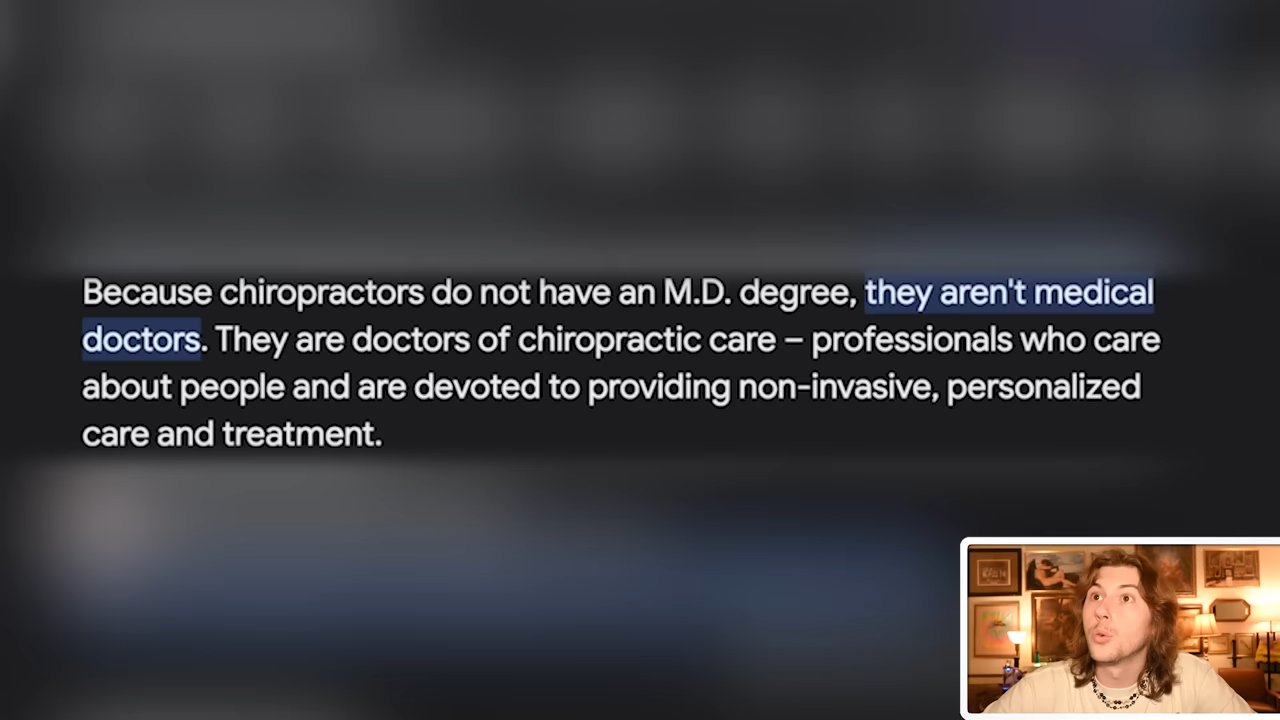 Because chiropractors do not have an M.D. degree, they aren't medical
doctors. They are doctors of chiropractic care – professionals who care
about people and are devoted to providing non-invasive, personalized
care and treatment.